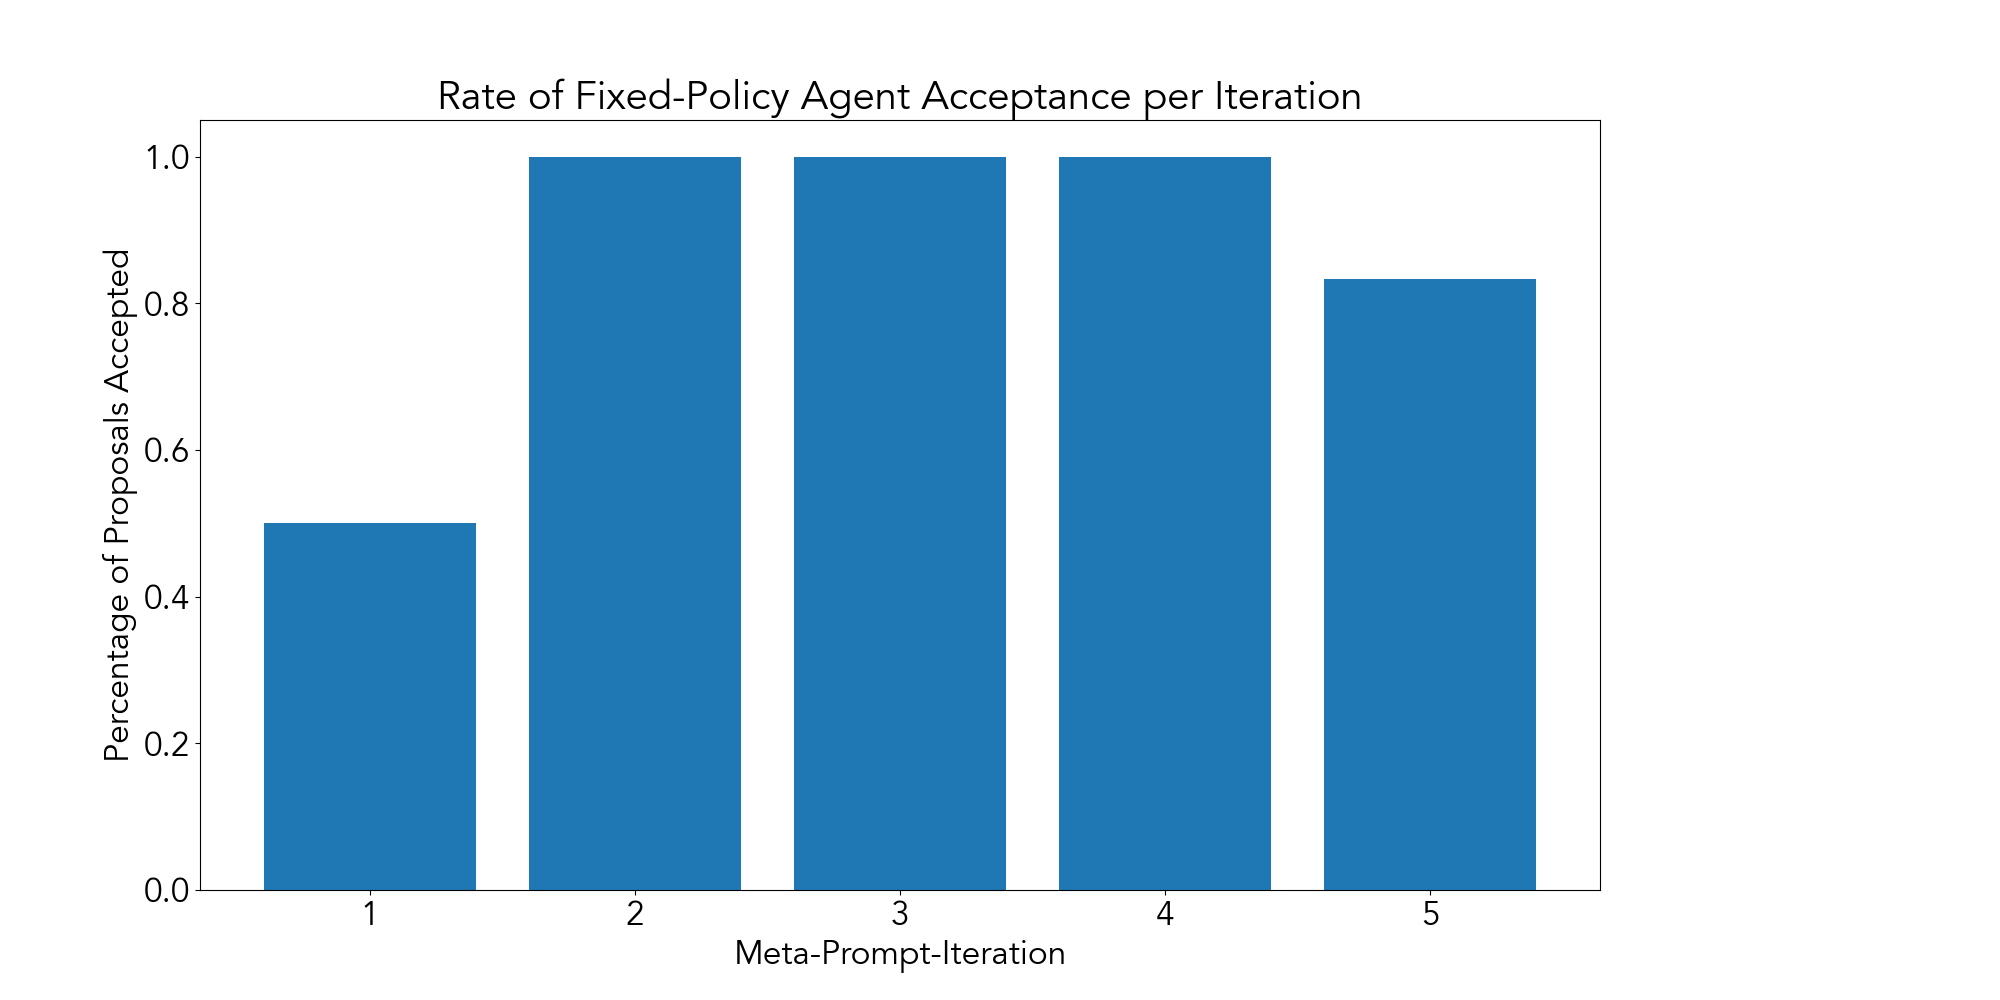 Rate of Fixed-Policy Agent Acceptance per Iteration
Percentage of Proposals Accepted
1.0
0.8
0.6
0.4
0.2
0.0
1 2 3 4 5
Meta-Prompt-Iteration